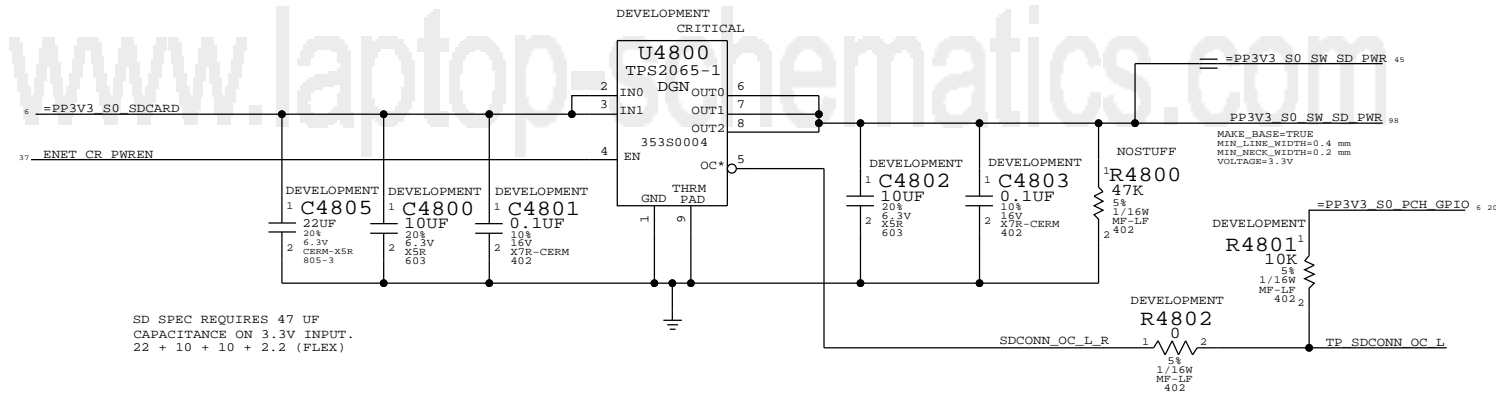 www.laptop-schematics.com
DEVELOPMENT
CRITICAL
U4800
TPS2065-1
DGN
2 IN0
3 IN1
4 EN
OUT0 6
OUT1 7
OUT2 8
353S0004
OC* 5
GND
THRM
PAD
1
9
6 =PP3V3_S0_SDCARD
37 ENET_CR_PWREN
=PP3V3_S0_SW_SD_PWR 45
PP3V3_S0_SW_SD_PWR 98
MAKE_BASE=TRUE
MIN_LINE_WIDTH=0.4 mm
MIN_NECK_WIDTH=0.2 mm
VOLTAGE=3.3V
DEVELOPMENT
1 C4805
22UF
20%
2 6.3V
CERM-X5R
805-3
DEVELOPMENT
1 C4800
10UF
20%
2 6.3V
X5R
603
DEVELOPMENT
1 C4801
0.1UF
10%
2 16V
X7R-CERM
402
DEVELOPMENT
1 C4802
10UF
20%
2 6.3V
X5R
603
DEVELOPMENT
1 C4803
0.1UF
10%
2 16V
X7R-CERM
402
NOSTUFF
1 R4800
47K
5%
1/16W
MF-LF
2 402
=PP3V3_S0_PCH_GPIO 6 20
DEVELOPMENT
R4801 1
10K
5%
1/16W
MF-LF
402 2
DEVELOPMENT
R4802
0
SDCONN_OC_L_R 1 2 TP_SDCONN_OC_L
5%
1/16W
MF-LF
402
SD SPEC REQUIRES 47 UF
CAPACITANCE ON 3.3V INPUT.
22 + 10 + 10 + 2.2 (FLEX)